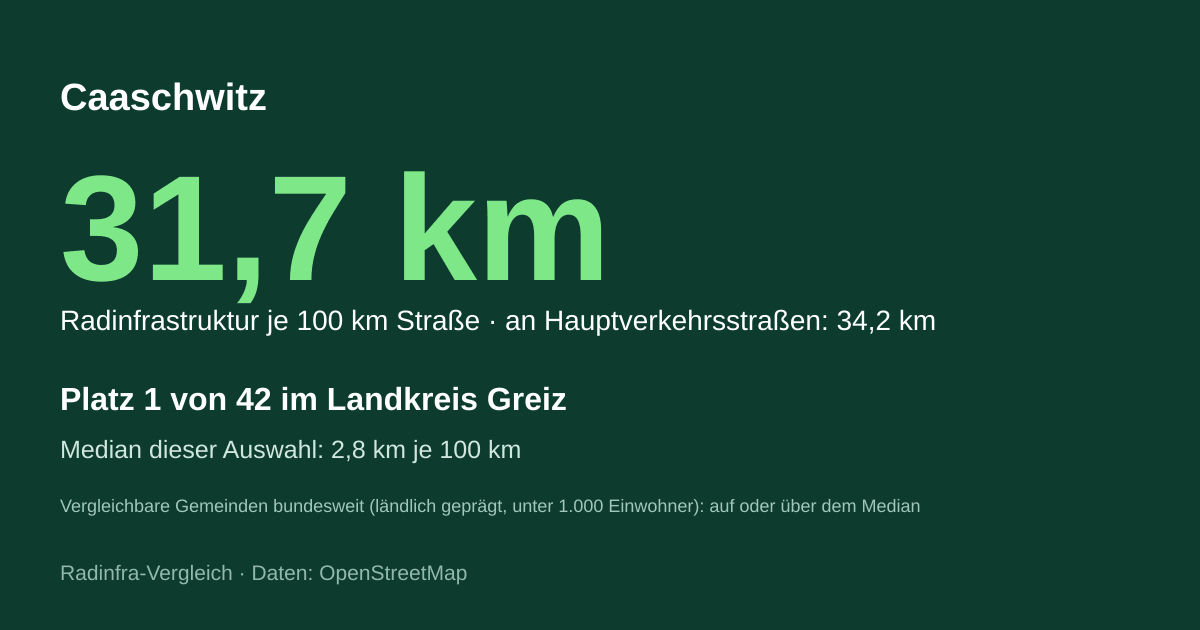 Caaschwitz
31,7 km
Radinfrastruktur je 100 km Straße · an Hauptverkehrsstraßen: 34,2 km
Platz 1 von 42 im Landkreis Greiz
Median dieser Auswahl: 2,8 km je 100 km
Vergleichbare Gemeinden bundesweit (ländlich geprägt, unter 1.000 Einwohner): auf oder über dem Median
Radinfra-Vergleich · Daten: OpenStreetMap